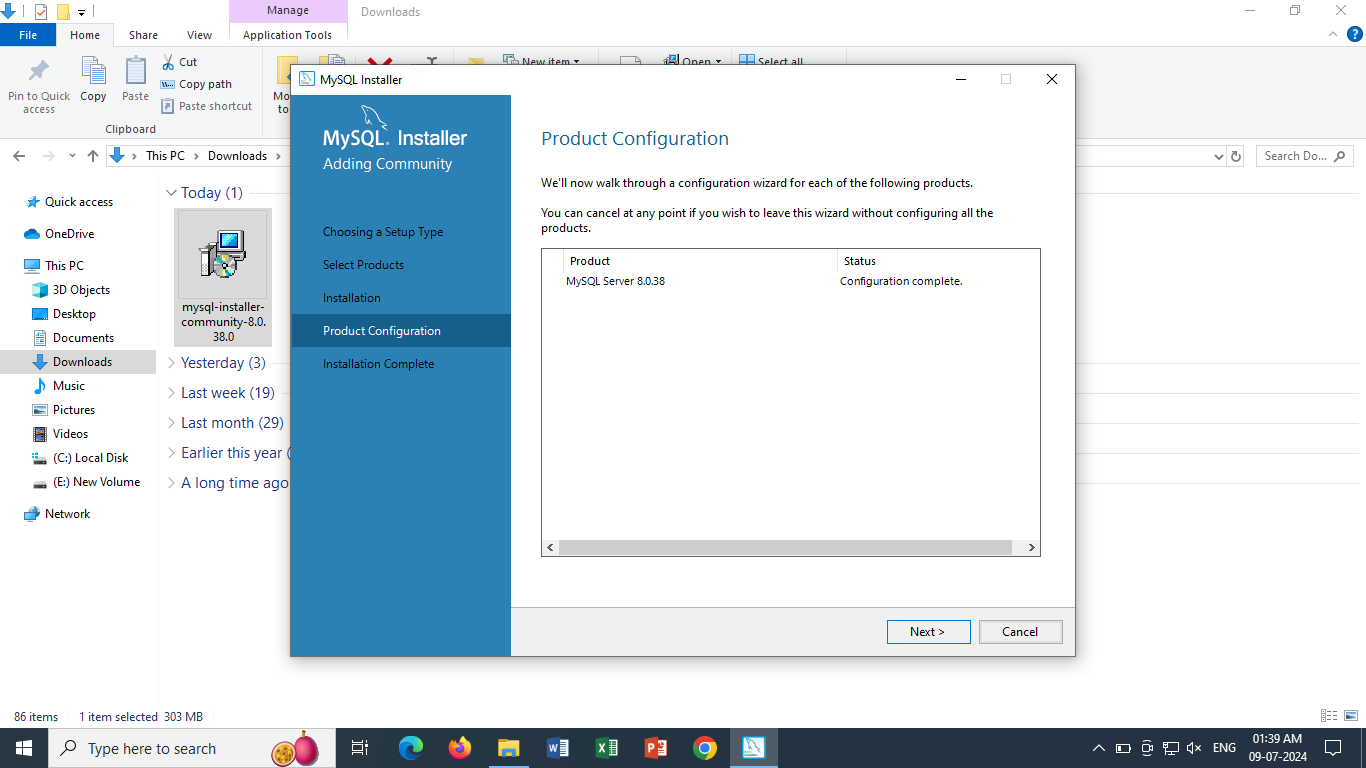 Manage
Downloads
File
Home
Share
View
Application Tools
Pin to Quick
access
Copy
Paste
Cut
Copy path
Paste shortcut
Clipboard
New item
Open
Select all
This PC
Downloads
Search Do...
Quick access
OneDrive
This PC
3D Objects
Desktop
Documents
Downloads
Music
Pictures
Videos
(C:) Local Disk
(E:) New Volume
Network
Today (1)
mysql-installer-
community-8.0.
38.0
Yesterday (3)
Last week (19)
Last month (29)
Earlier this year
A long time ago
MySQL Installer
MySQL. Installer
Adding Community
Choosing a Setup Type
Select Products
Installation
Product Configuration
Installation Complete
Product Configuration
We'll now walk through a configuration wizard for each of the following products.
You can cancel at any point if you wish to leave this wizard without configuring all the
products.
Product Status
MySQL Server 8.0.38 Configuration complete.
Next >
Cancel
86 items 1 item selected 303 MB
Type here to search
ENG
01:39 AM
09-07-2024